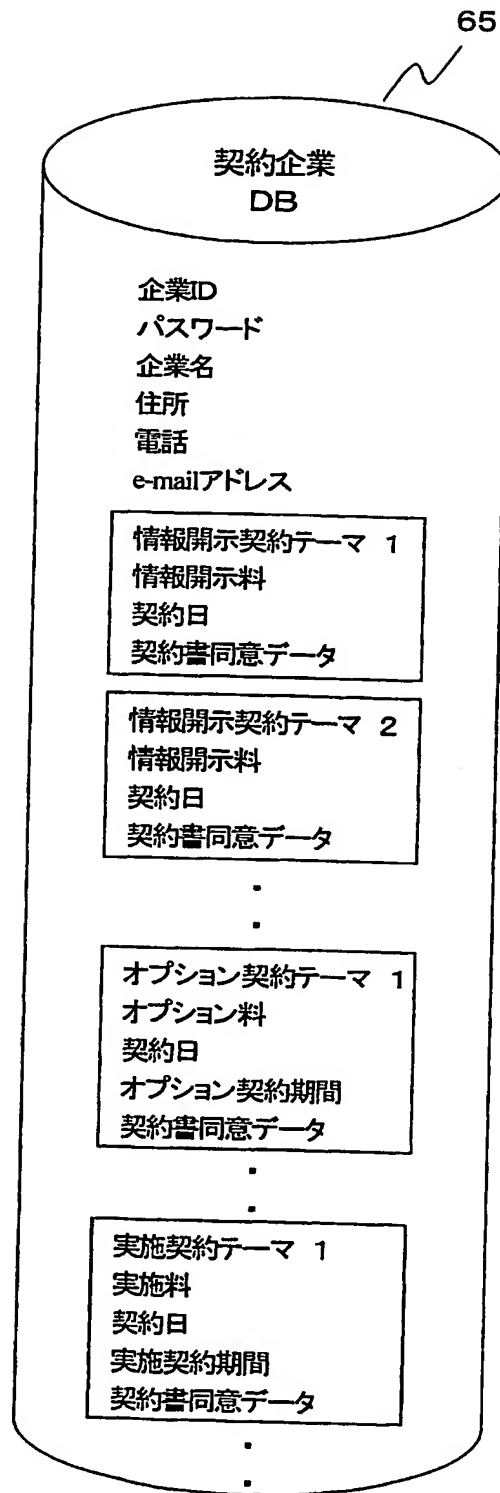 65
契約企業
DB
企業ID
パスワード
企業名
住所
電話
e-mailアドレス
情報開示契約テーマ 1
情報開示料
契約日
契約書同意データ
情報開示契約テーマ 2
情報開示料
契約日
契約書同意データ
オプション契約テーマ 1
オプション料
契約日
オプション契約期間
契約書同意データ
実施契約テーマ 1
実施料
契約日
実施契約期間
契約書同意データ